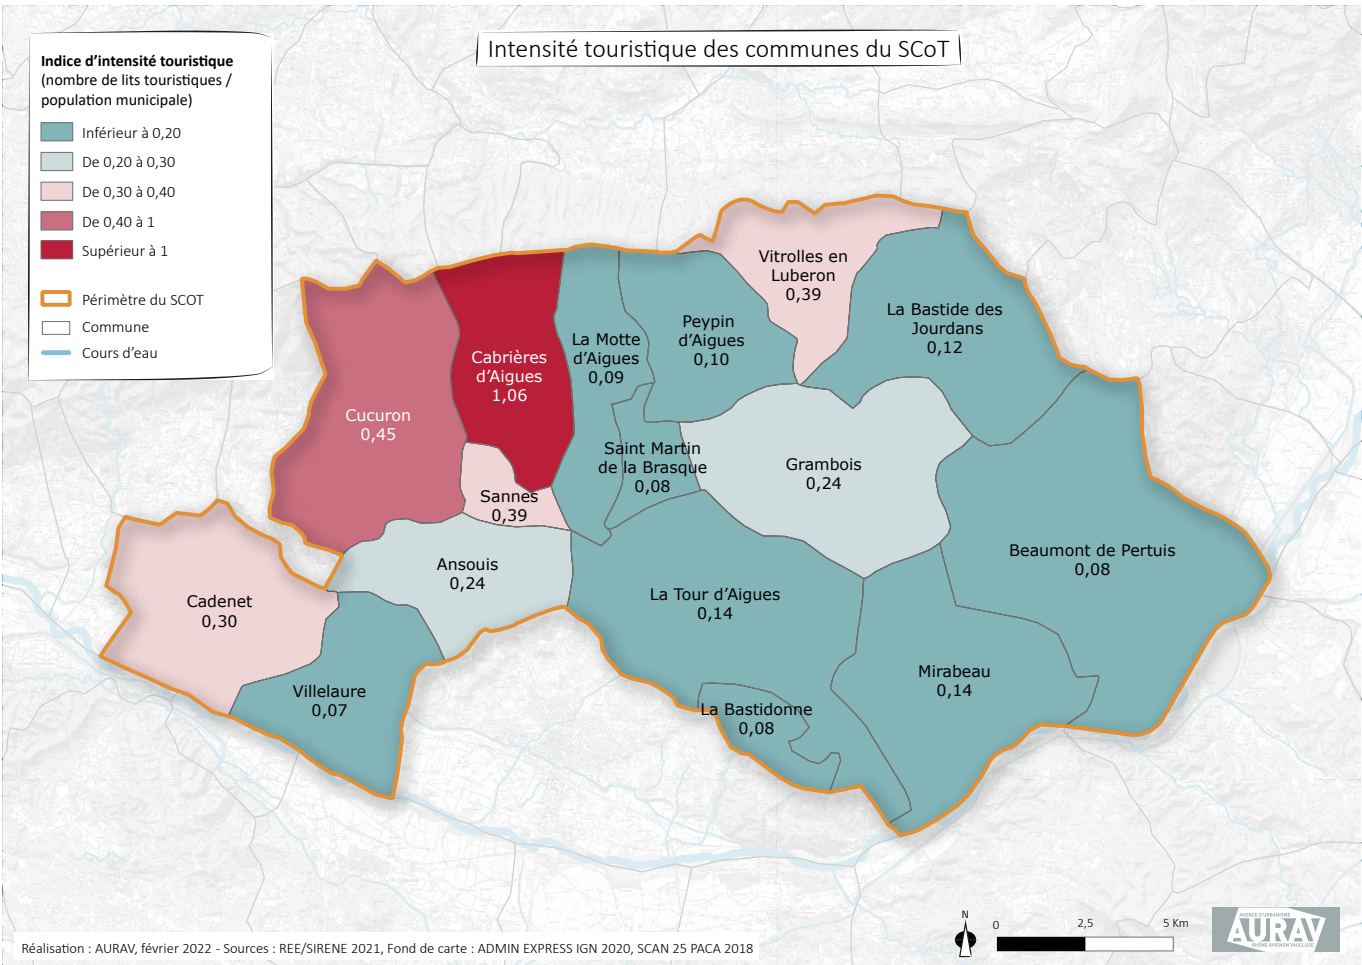 Intensité touristique des communes du SCoT
Indice d'intensité touristique
(nombre de lits touristiques /
population municipale)
Inférieur à 0,20
De 0,20 à 0,30
De 0,30 à 0,40
De 0,40 à 1
Supérieur à 1
Périmètre du SCOT
Commune
Cours d'eau
Vitrolles en
Luberon
0,39
La Bastide des
Jourdans
0,12
Peypin
d'Aigues
0,10
La Motte
d'Aigues
0,09
Cabrières
d'Aigues
1,06
Cucuron
0,45
Saint Martin
de la Brasque
0,08
Grambois
0,24
Sannes
0,39
Ansouis
0,24
Beaumont de Pertuis
0,08
Cadenet
0,30
La Tour d'Aigues
0,14
Mirabeau
0,14
Villelaure
0,07
La Bastidonne
0,08
N
0 2,5 5 Km
AGENCE D'URBANISME
AURAV
RHÔNE AVIGNON VAUCLUSE
Réalisation : AURAV, février 2022 - Sources : REE/SIRENE 2021, Fond de carte : ADMIN EXPRESS IGN 2020, SCAN 25 PACA 2018